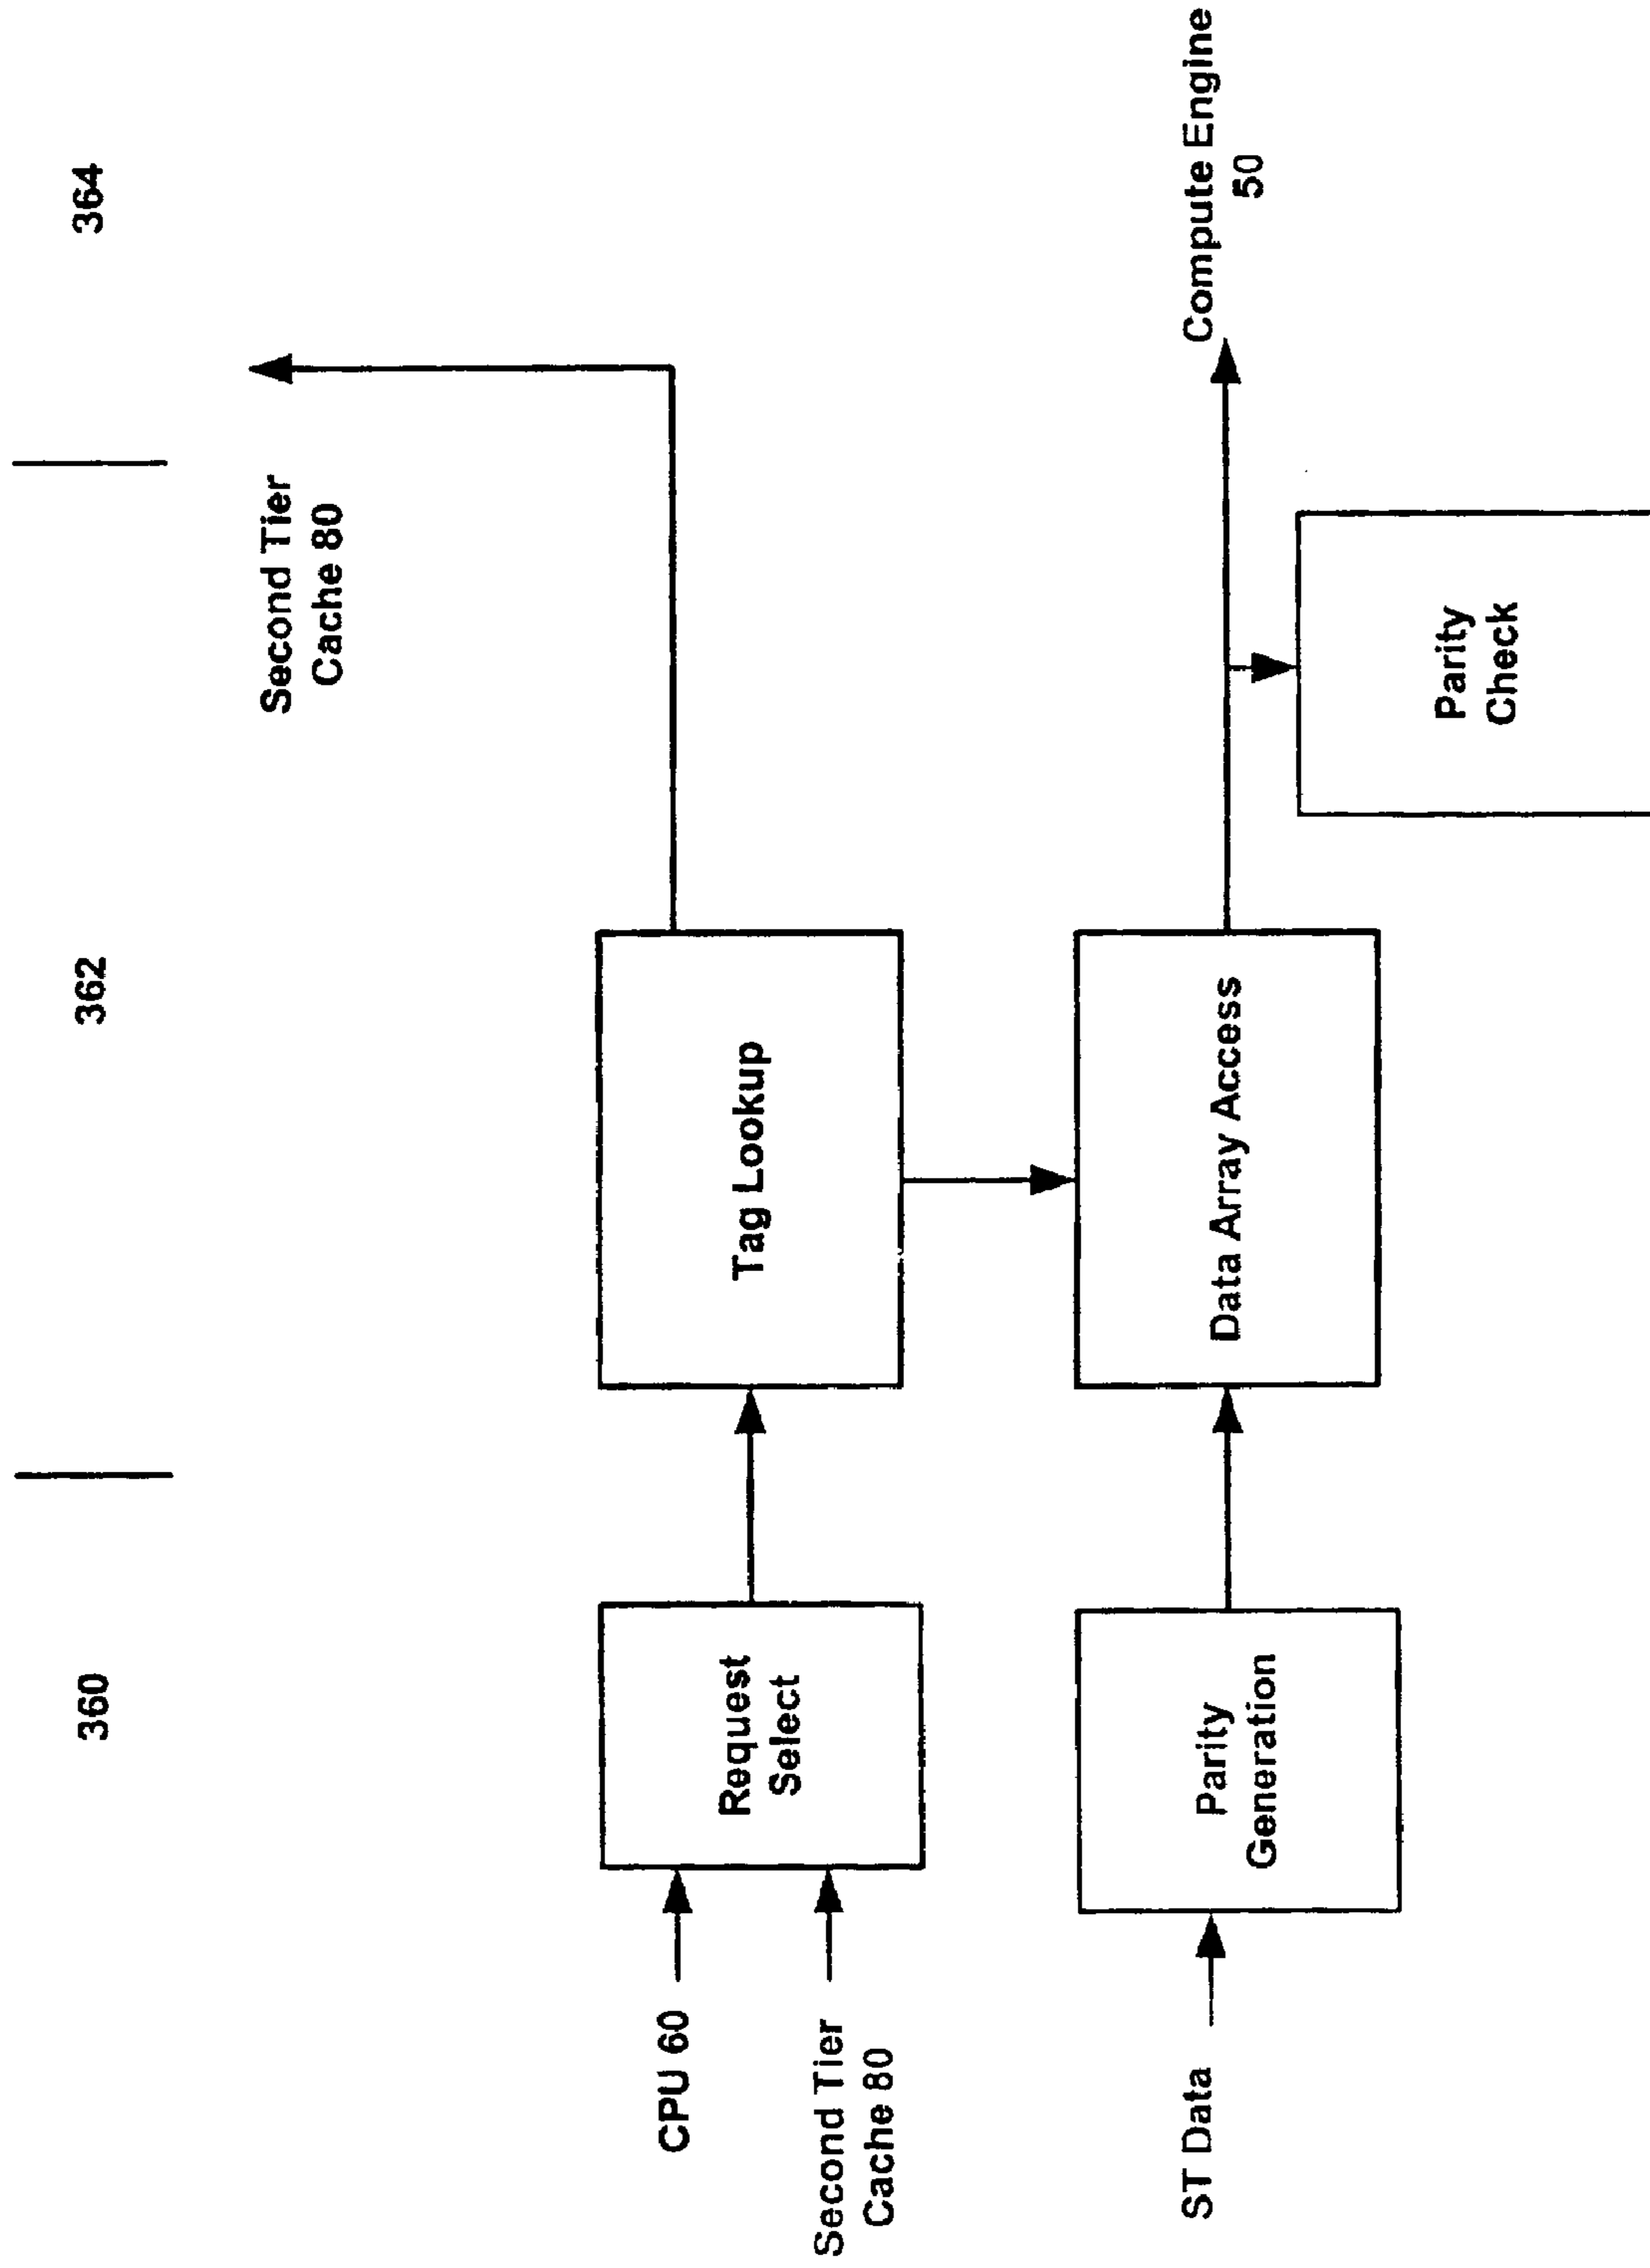 360
362
364
Second Tier
Cache 80
CPU 60
Second Tier
Cache 80
Request
Select
Tag Lookup
ST Data
Parity
Generation
Data Array Access
Parity
Check
Compute Engine
50